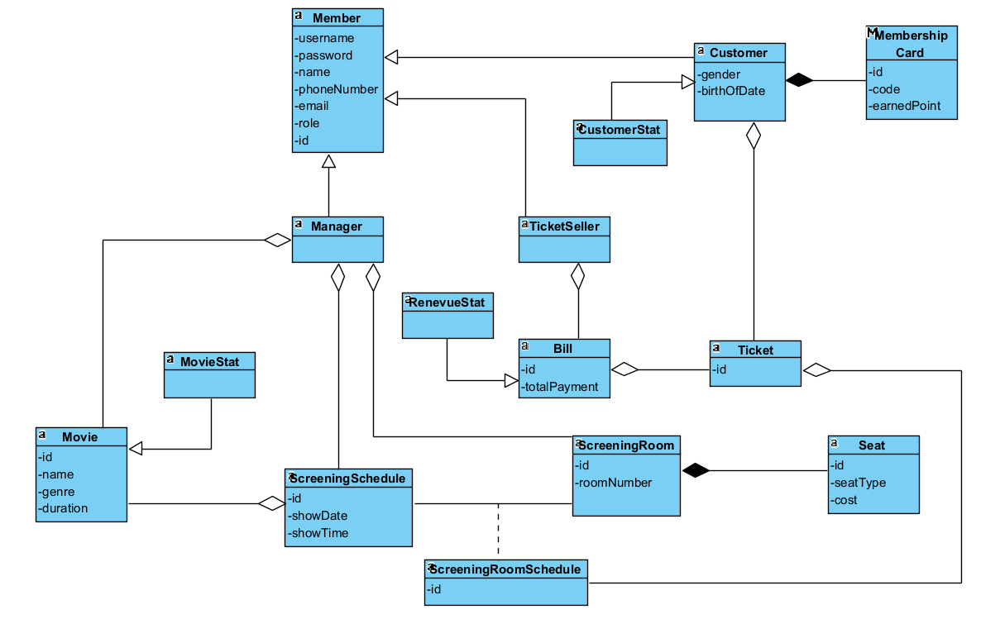 Member
-username
-password
-name
-phoneNumber
-email
-role
-id
Customer
-gender
-birthOfDate
Membership
Card
-id
-code
-earnedPoint
CustomerStat
Manager
TicketSeller
RenevueStat
Bill
-id
-totalPayment
Ticket
-id
MovieStat
Movie
-id
-name
-genre
-duration
ScreeningSchedule
-id
-showDate
-showTime
ScreeningRoom
-id
-roomNumber
Seat
-id
-seatType
-cost
ScreeningRoomSchedule
-id